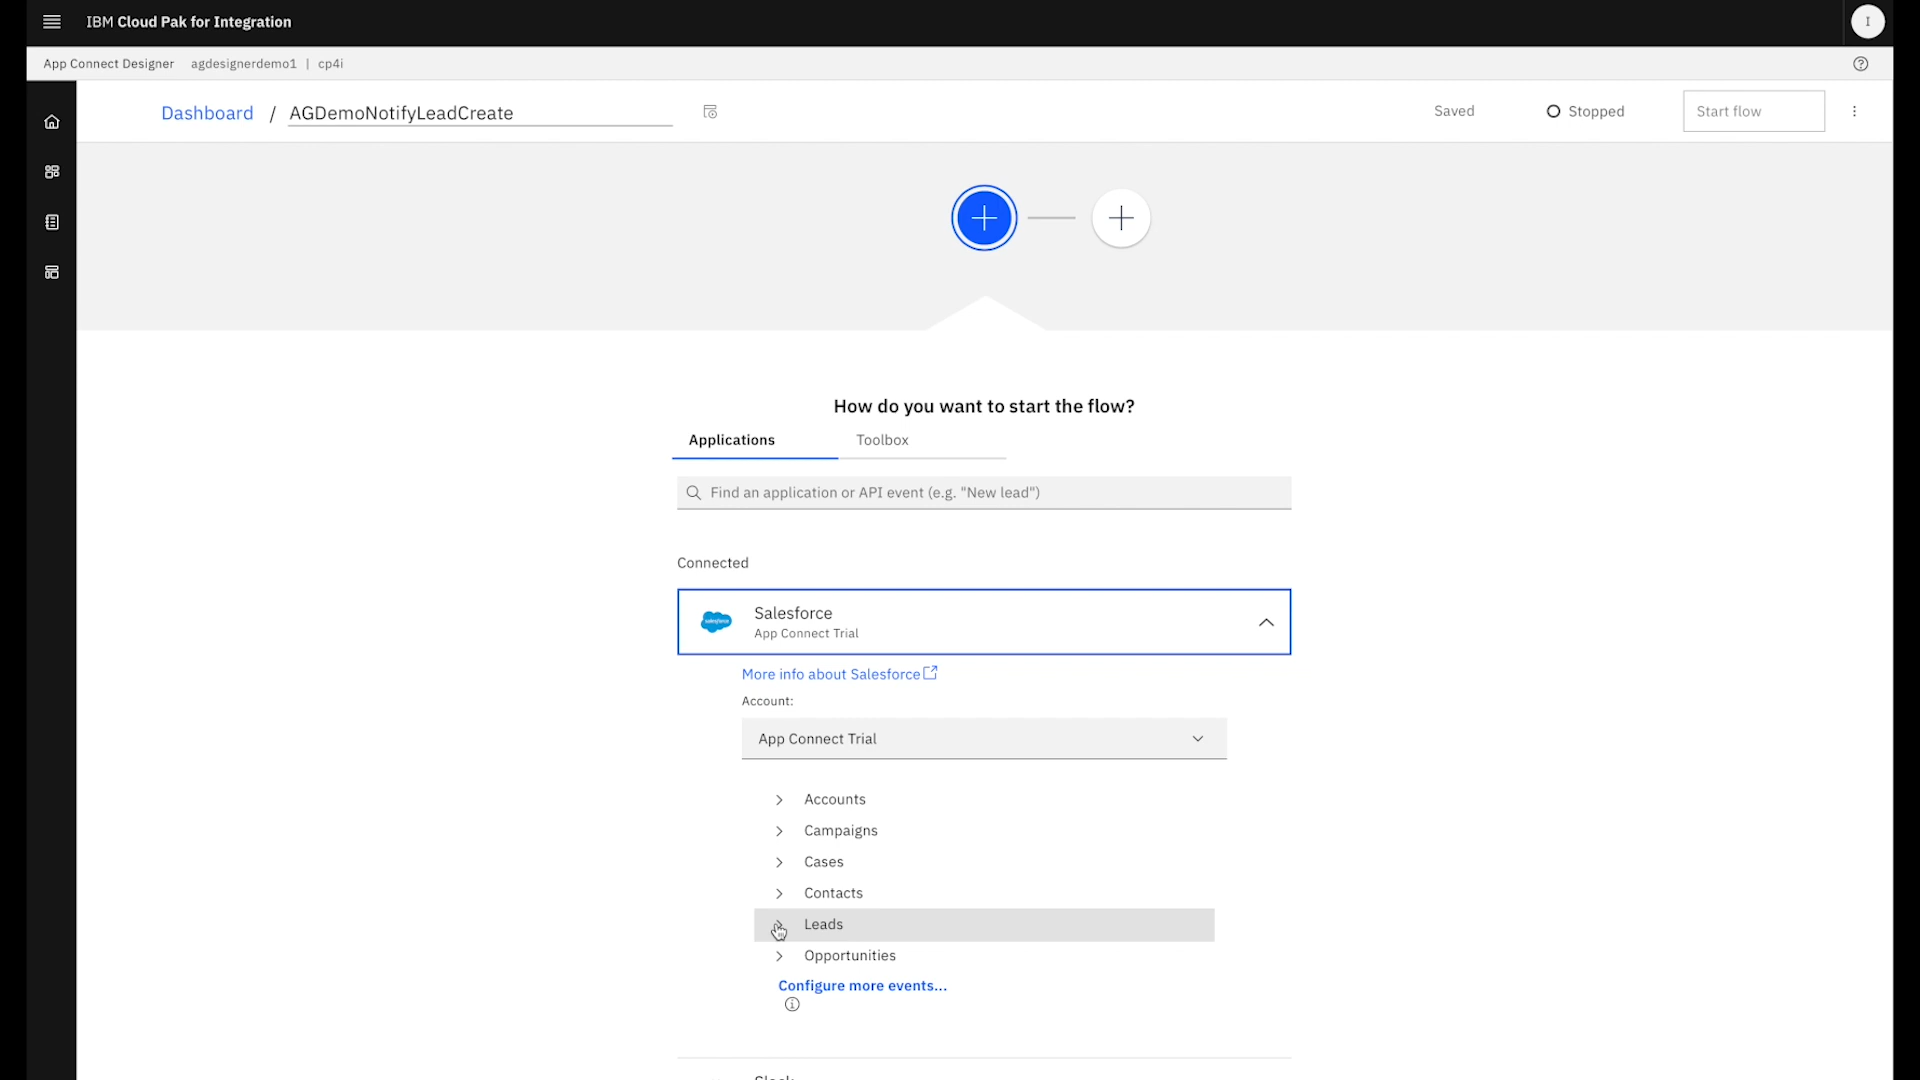 IBM Cloud Pak for Integration
I
App Connect Designer agdesignerdemo1 | cp4i
Dashboard / AGDemoNotifyLeadCreate
Saved
Stopped
Start flow
How do you want to start the flow?
Applications
Toolbox
Find an application or API event (e.g. "New lead")
Connected
salesforce
Salesforce
App Connect Trial
More info about Salesforce
Account:
App Connect Trial
Accounts
Campaigns
Cases
Contacts
Leads
Opportunities
Configure more events...